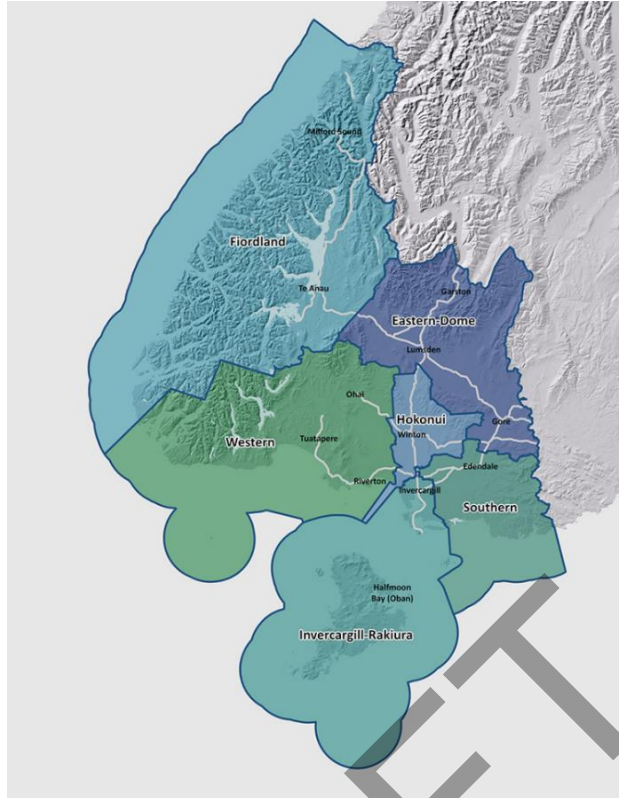 Milford Sound
Fiordland
Te Anau
Garston
Eastern-Dome
Lumsden
Ohai
Hokonui
Gore
Western
Tuatapere
Winton
Edendale
Riverton
Invercargill
Southern
Halfmoon
Bay (Oban)
Invercargill-Rakiura
ET